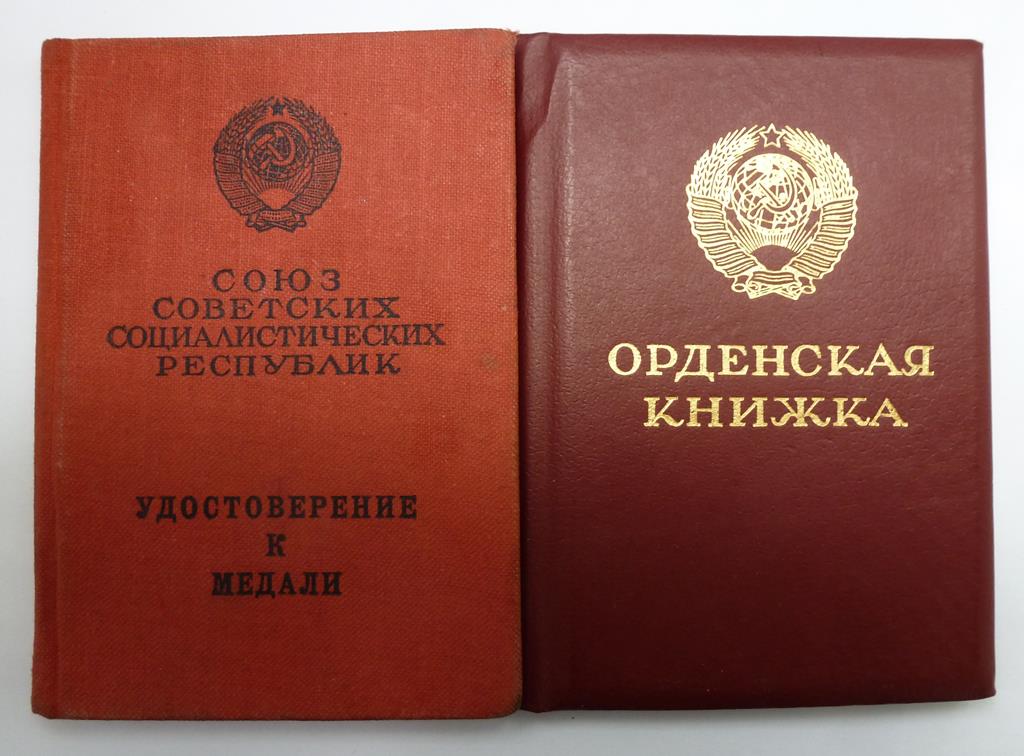 СОЮЗ
СОВЕТСКИХ
СОЦИАЛИСТИЧЕСКИХ
РЕСПУБЛИК
УДОСТОВЕРЕНИЕ
К
МЕДАЛИ
ОРДЕНСКАЯ
КНИЖКА